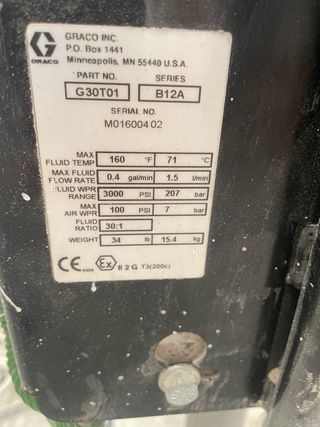 GRACO INC.
P.O. Box 1441
Minneapolis, MN 55440 U.S.A
GRACO
PART NO. SERIES
G30T01 B12A
SERIAL NO.
M01600402
MAX FLUID TEMP 160 °F 71 °C
MAX FLUID FLOW RATE 0.4 gal/min 1.5 l/min
FLUID WPR RANGE 3000 PSI 207 bar
MAX AIR WPR 100 PSI 7 bar
FLUID RATIO 30:1
WEIGHT 34 lb 15.4 kg
CE Ex II 2 G T3(200c)